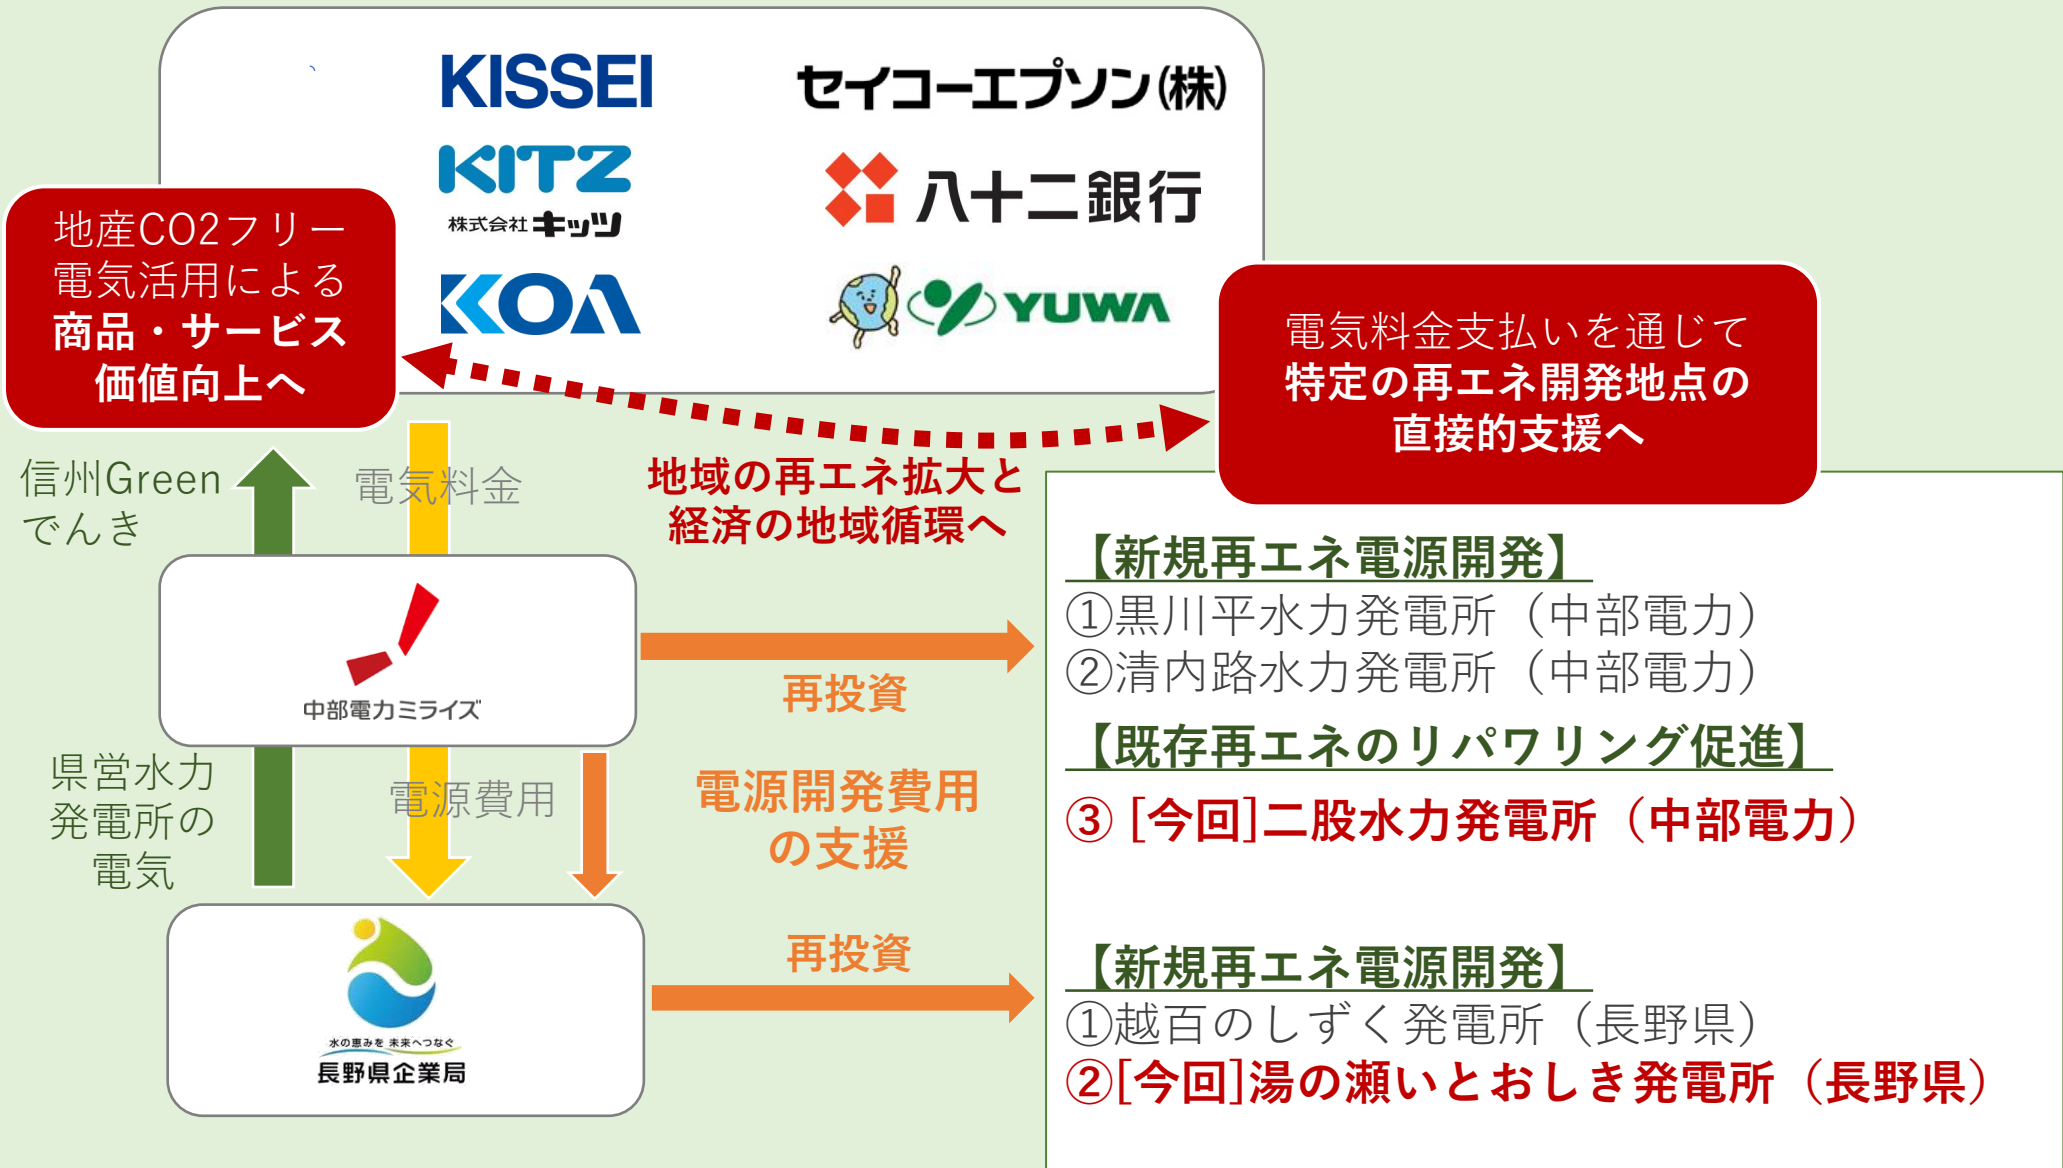 、
KISSEI
セイコーエプソン(株)
KITZ
株式会社キッツ
八十二銀行
KOA
YUWA
地産CO2フリー
電気活用による
商品・サービス
価値向上へ
電気料金支払いを通じて
特定の再エネ開発地点の
直接的支援へ
信州Green
でんき
電気料金
地域の再エネ拡大と
経済の地域循環へ
中部電力ミライズ
再投資
【新規再エネ電源開発】
①黒川平水力発電所（中部電力）
②清内路水力発電所（中部電力）
【既存再エネのリパワリング促進】
③ [今回]二股水力発電所（中部電力）
県営水力
発電所の
電気
電源費用
電源開発費用
の支援
水の恵みを 未来へつなぐ
長野県企業局
再投資
【新規再エネ電源開発】
①越百のしずく発電所（長野県）
②[今回]湯の瀬いとおしき発電所（長野県）